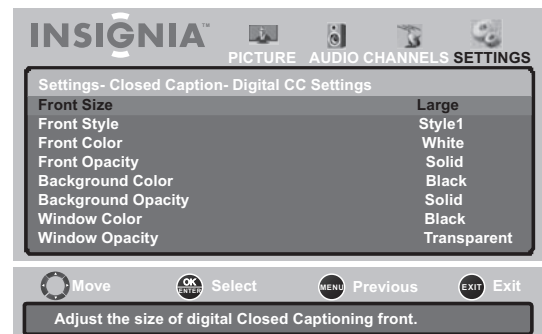 INSIGNIA™
PICTURE AUDIO CHANNELS SETTINGS
Settings- Closed Caption- Digital CC Settings
Front Size Large
Front Style Style1
Front Color White
Front Opacity Solid
Background Color Black
Background Opacity Solid
Window Color Black
Window Opacity Transparent
Move OK ENTER Select MENU Previous EXIT Exit
Adjust the size of digital Closed Captioning front.